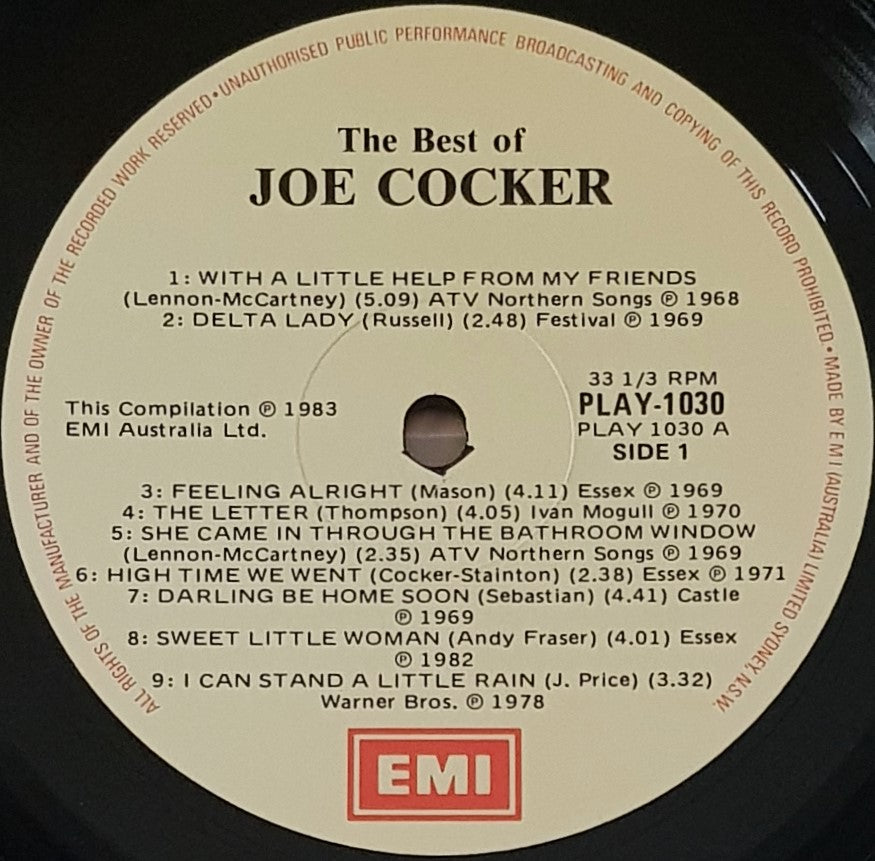 ALL RIGHTS OF THE MANUFACTURER AND OF THE OWNER OF THE RECORDED WORK RESERVED • UNAUTHORISED PUBLIC PERFORMANCE BROADCASTING AND COPYING OF THIS RECORD PROHIBITED • MADE BY EMI (AUSTRALIA) LIMITED SYDNEY, N.S.W.
The Best of
JOE COCKER
1: WITH A LITTLE HELP FROM MY FRIENDS
(Lennon-McCartney) (5.09) ATV Northern Songs ℗ 1968
2: DELTA LADY (Russell) (2.48) Festival ℗ 1969
This Compilation ℗ 1983
EMI Australia Ltd.
33 1/3 RPM
PLAY-1030
PLAY 1030 A
SIDE 1
3: FEELING ALRIGHT (Mason) (4.11) Essex ℗ 1969
4: THE LETTER (Thompson) (4.05) Ivan Mogull ℗ 1970
5: SHE CAME IN THROUGH THE BATHROOM WINDOW
(Lennon-McCartney) (2.35) ATV Northern Songs ℗ 1969
6: HIGH TIME WE WENT (Cocker-Stainton) (2.38) Essex ℗ 1971
7: DARLING BE HOME SOON (Sebastian) (4.41) Castle
℗ 1969
8: SWEET LITTLE WOMAN (Andy Fraser) (4.01) Essex
℗ 1982
9: I CAN STAND A LITTLE RAIN (J. Price) (3.32)
Warner Bros. ℗ 1978
EMI